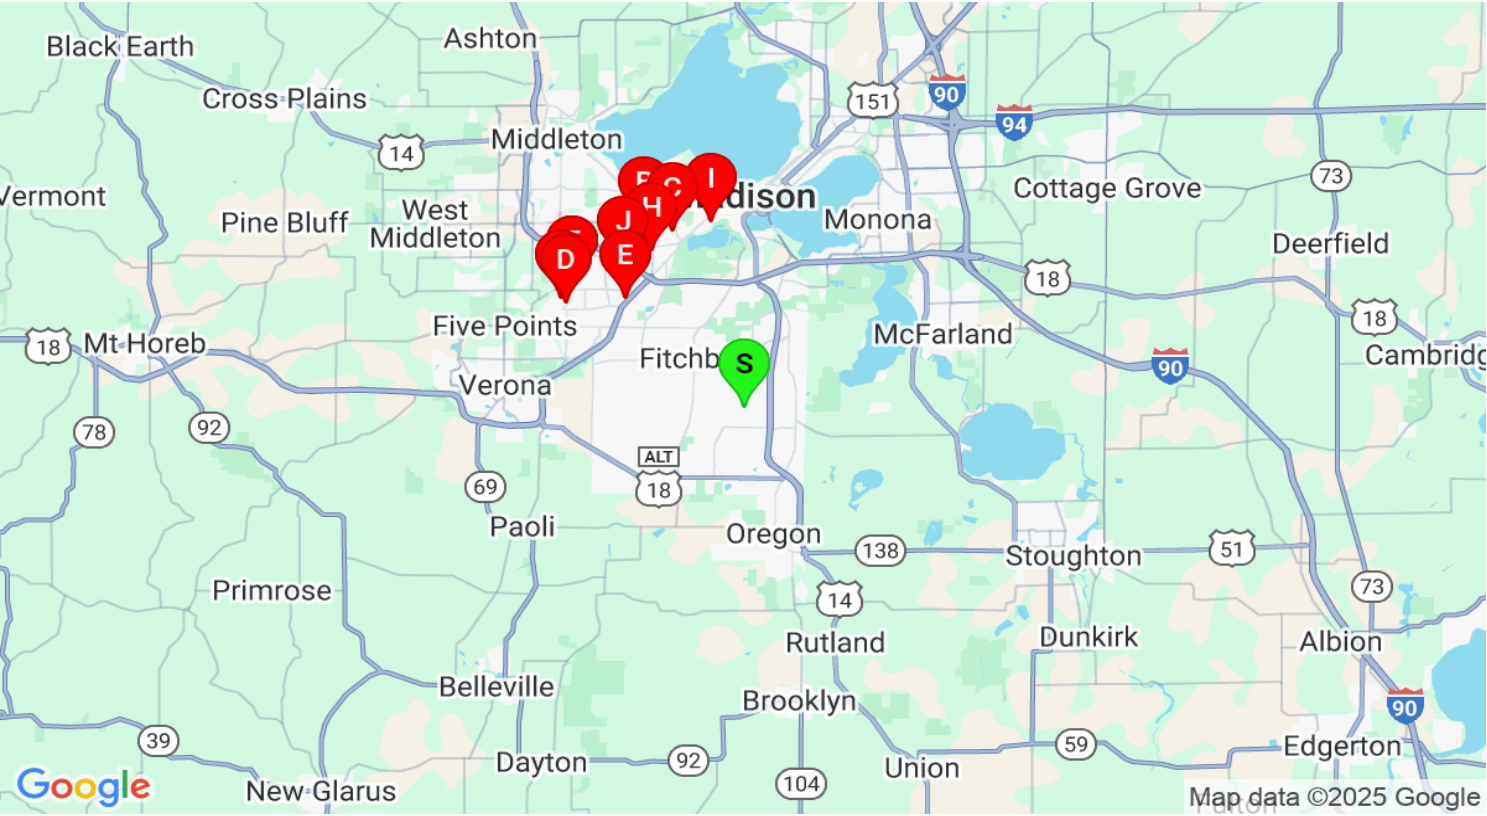 Ashton
Black Earth
Cross Plains
151
90
94
Middleton
14
Vermont
73
Cottage Grove
C
I
H
dison
Pine Bluff
West
Middleton
J
Monona
Deerfield
D
E
18
18
Five Points
McFarland
18
Mt Horeb
Fitchb
S
Cambridg
90
Verona
78
92
ALT
18
69
Paoli
Oregon
138
Stoughton
51
Primrose
14
73
Rutland
Dunkirk
Albion
Belleville
Brooklyn
90
39
59
Edgerton
Dayton
92
Union
Google
New Glarus
104
Map data ©2025 Google
Fulton